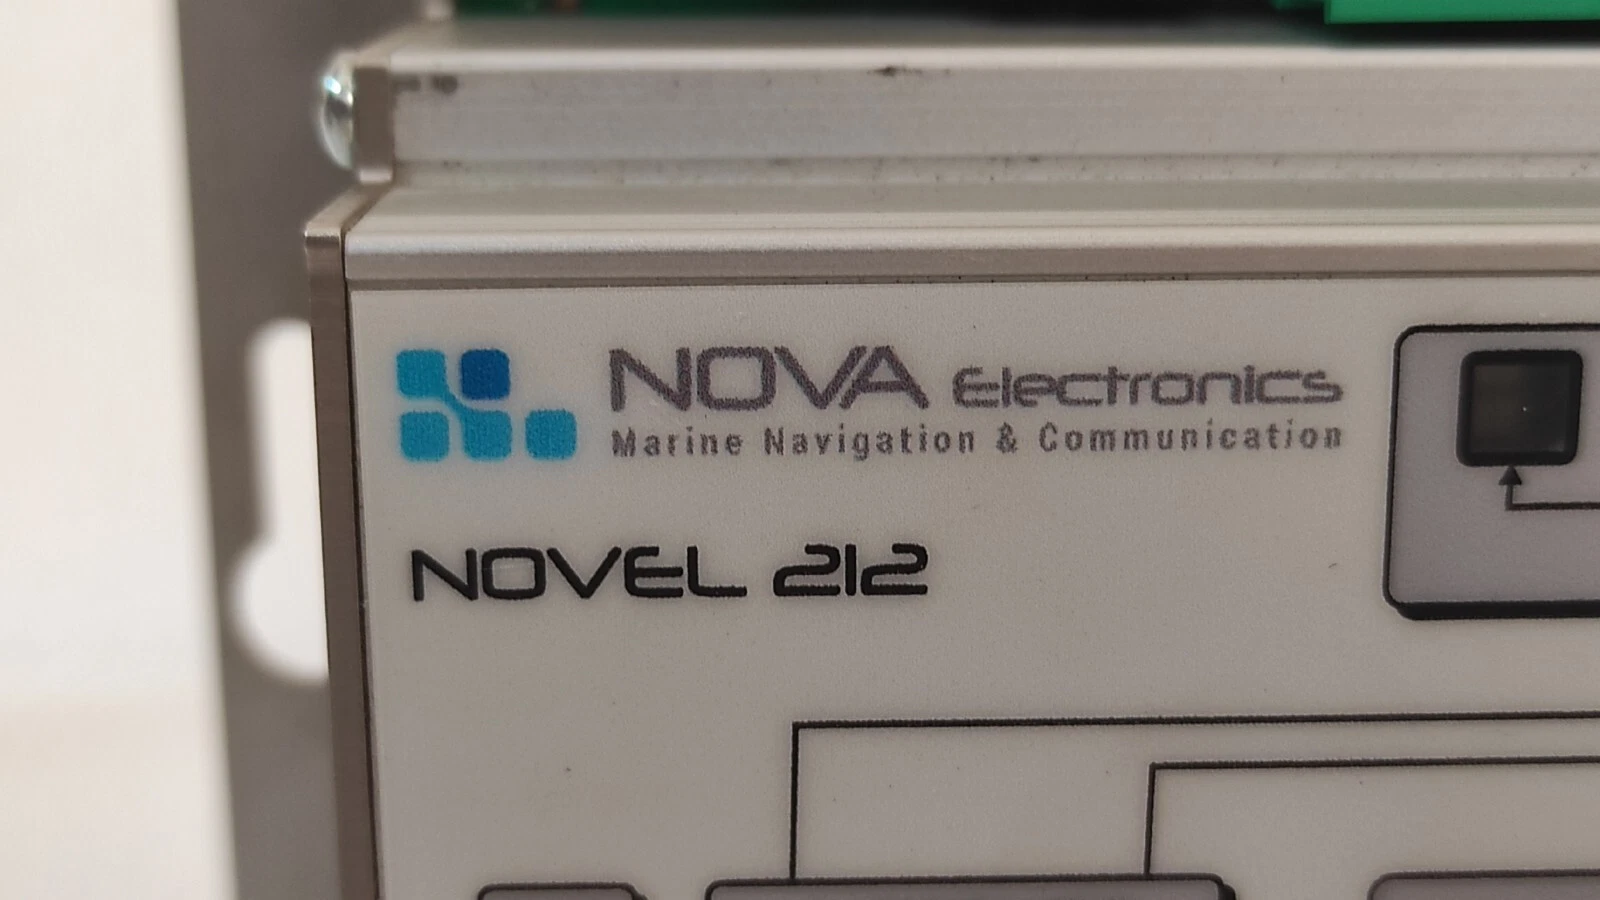 NOVA Electronics
Marine Navigation & Communication
NOVEL 212